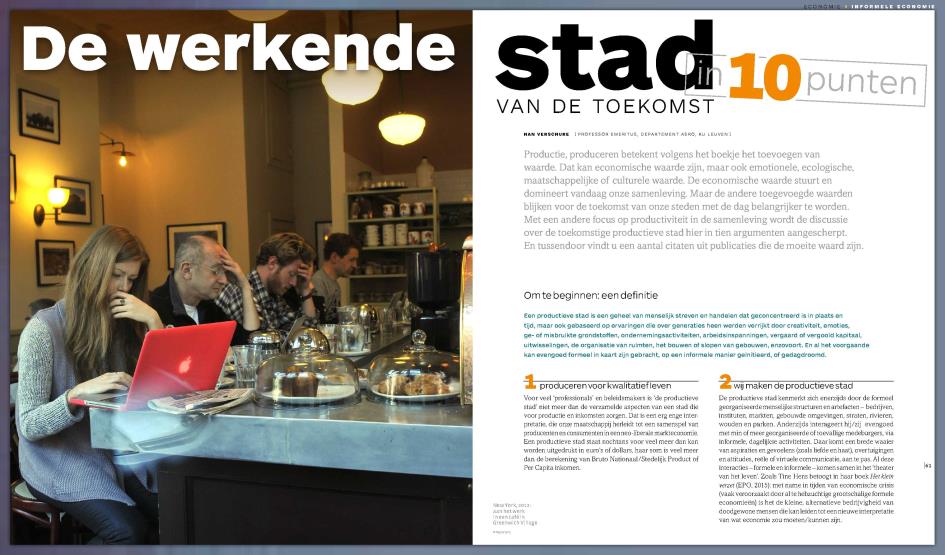 ECONOMIE • INFORMELE ECONOMIE
De werkende
stad
in 10 punten
VAN DE TOEKOMST
HAN VERSCHURE [PROFESSOR EMERITUS, DEPARTEMENT ASRO, KU LEUVEN]
Productie, produceren betekent volgens het boekje het toevoegen van
waarde. Dat kan economische waarde zijn, maar ook emotionele, ecologische,
maatschappelijke of culturele waarde. De economische waarde stuurt en
domineert vandaag onze samenleving. Maar de andere toegevoegde waarden
blijken voor de toekomst van onze steden met de dag belangrijker te worden.
Met een andere focus op productiviteit in de samenleving wordt de discussie
over de toekomstige productieve stad hier in tien argumenten aangescherpt.
En tussendoor vindt u een aantal citaten uit publicaties die de moeite waard zijn.
Om te beginnen: een definitie
Een productieve stad is een geheel van menselijk streven en handelen dat geconcentreerd is in plaats en
tijd, maar ook gebaseerd op ervaringen die over generaties heen werden verrijkt door creativiteit, emoties,
ge- of misbruikte grondstoffen, ondernemingsactiviteiten, arbeidsinspanningen, vergaard of vergooid kapitaal,
uitwisselingen, de organisatie van ruimten, het bouwen of slopen van gebouwen, enzovoort. En al het voorgaande
kan evengoed formeel in kaart zijn gebracht, op een informele manier geïnitieerd, of gedagdroomd.
1 produceren voor kwalitatief leven
Voor veel 'professionals' en beleidsmakers is 'de productieve
stad' niet meer dan de verzamelde aspecten van een stad die
voor productie en inkomsten zorgen. Dat is een erg enge inter-
pretatie, die onze maatschappij herleidt tot een samenspel van
producenten en consumenten in een neo-liberale markteconomie.
Een productieve stad staat nochtans voor veel meer dan kan
worden uitgedrukt in euro's of dollars, haar som is veel meer
dan de berekening van Bruto Nationaal/Stedelijk Product of
Per Capita inkomen.
2 wij maken de productieve stad
De productieve stad kenmerkt zich enerzijds door de formeel
georganiseerde menselijke structuren en artefacten – bedrijven,
instituten, markten, gebouwde omgevingen, straten, rivieren,
wouden en parken. Anderzijds interageert hij/zij evengoed
met min of meer georganiseerde of toevallige medeburgers, via
informele, dagelijkse activiteiten. Daar komt een brede waaier
van aspiraties en gevoelens (zoals liefde en haat), overtuigingen
en attitudes, reële of virtuele communicatie, aan te pas. Al deze
interacties – formele en informele – komen samen in het 'theater
van het leven'. Zoals Tine Hens betoogt in haar boek Het klein
verzet (EPO, 2015): met name in tijden van economische crisis
(vaak veroorzaakt door al te hebzuchtige grootschalige formele
economieën) is het de kleine, alternatieve bedrijvigheid van
doodgewone mensen die kan leiden tot een nieuwe interpretatie
van wat economie zou moeten/kunnen zijn.
New York, 2012:
aan het werk
in een café in
Greenwich Village